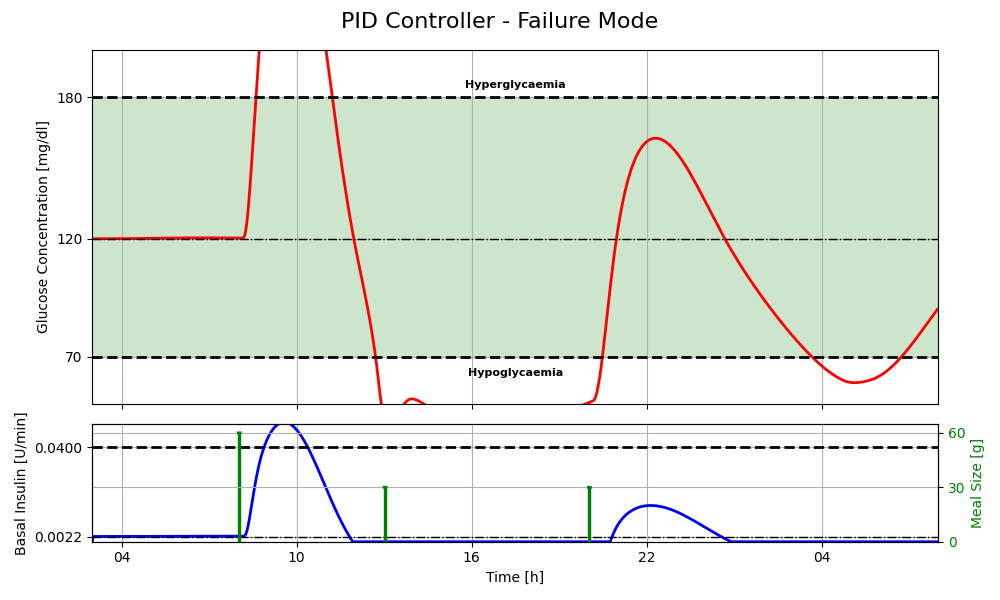 PID Controller - Failure Mode
Glucose Concentration [mg/dl]
180
120
70
Hyperglycaemia
Hypoglycaemia
Basal Insulin [U/min]
0.0400
0.0022
60
30
0
Meal Size [g]
04
10
16
22
04
Time [h]